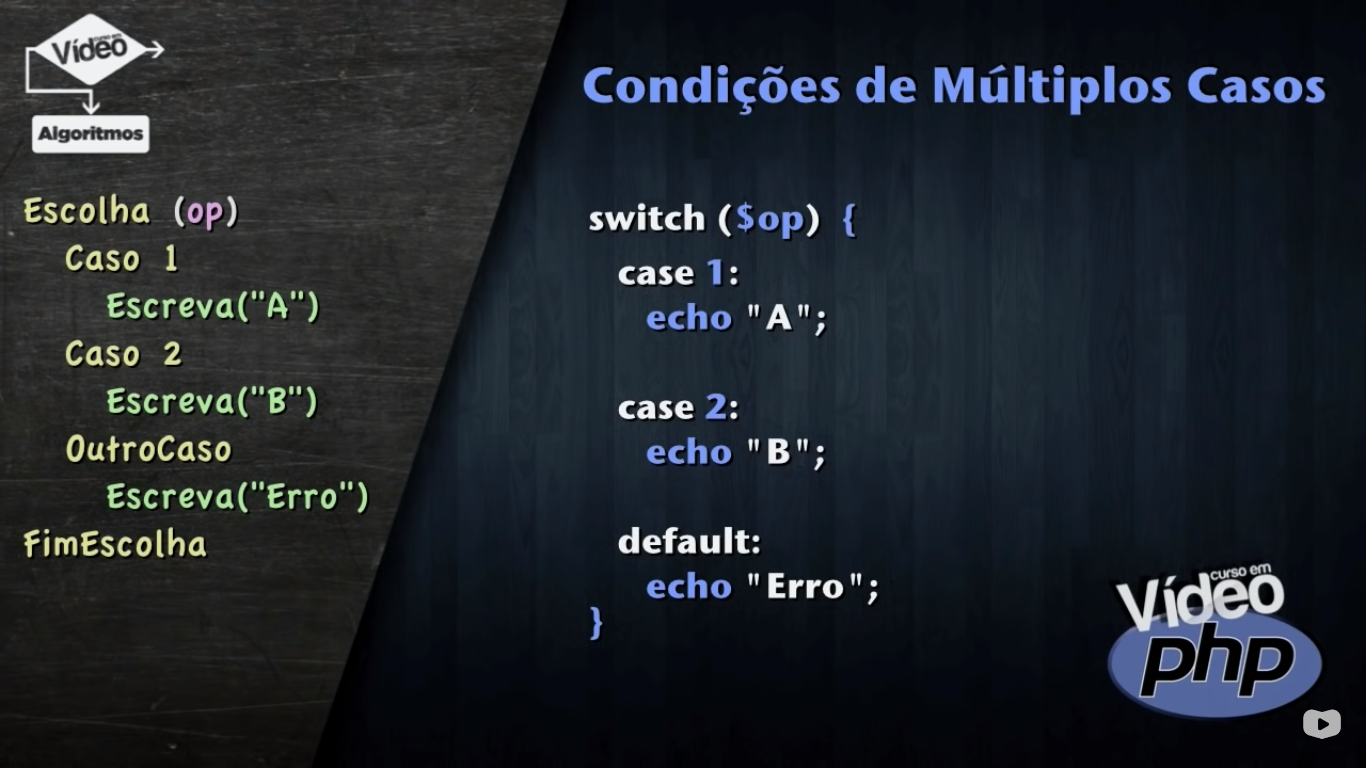 curso em
Vídeo
Algoritmos
Condições de Múltiplos Casos
Escolha (op)
Caso 1
Escreva("A")
Caso 2
Escreva("B")
OutroCaso
Escreva("Erro")
FimEscolha
switch ($op) {
case 1:
echo "A";
case 2:
echo "B";
default:
echo "Erro";
}
curso em
Vídeo
php